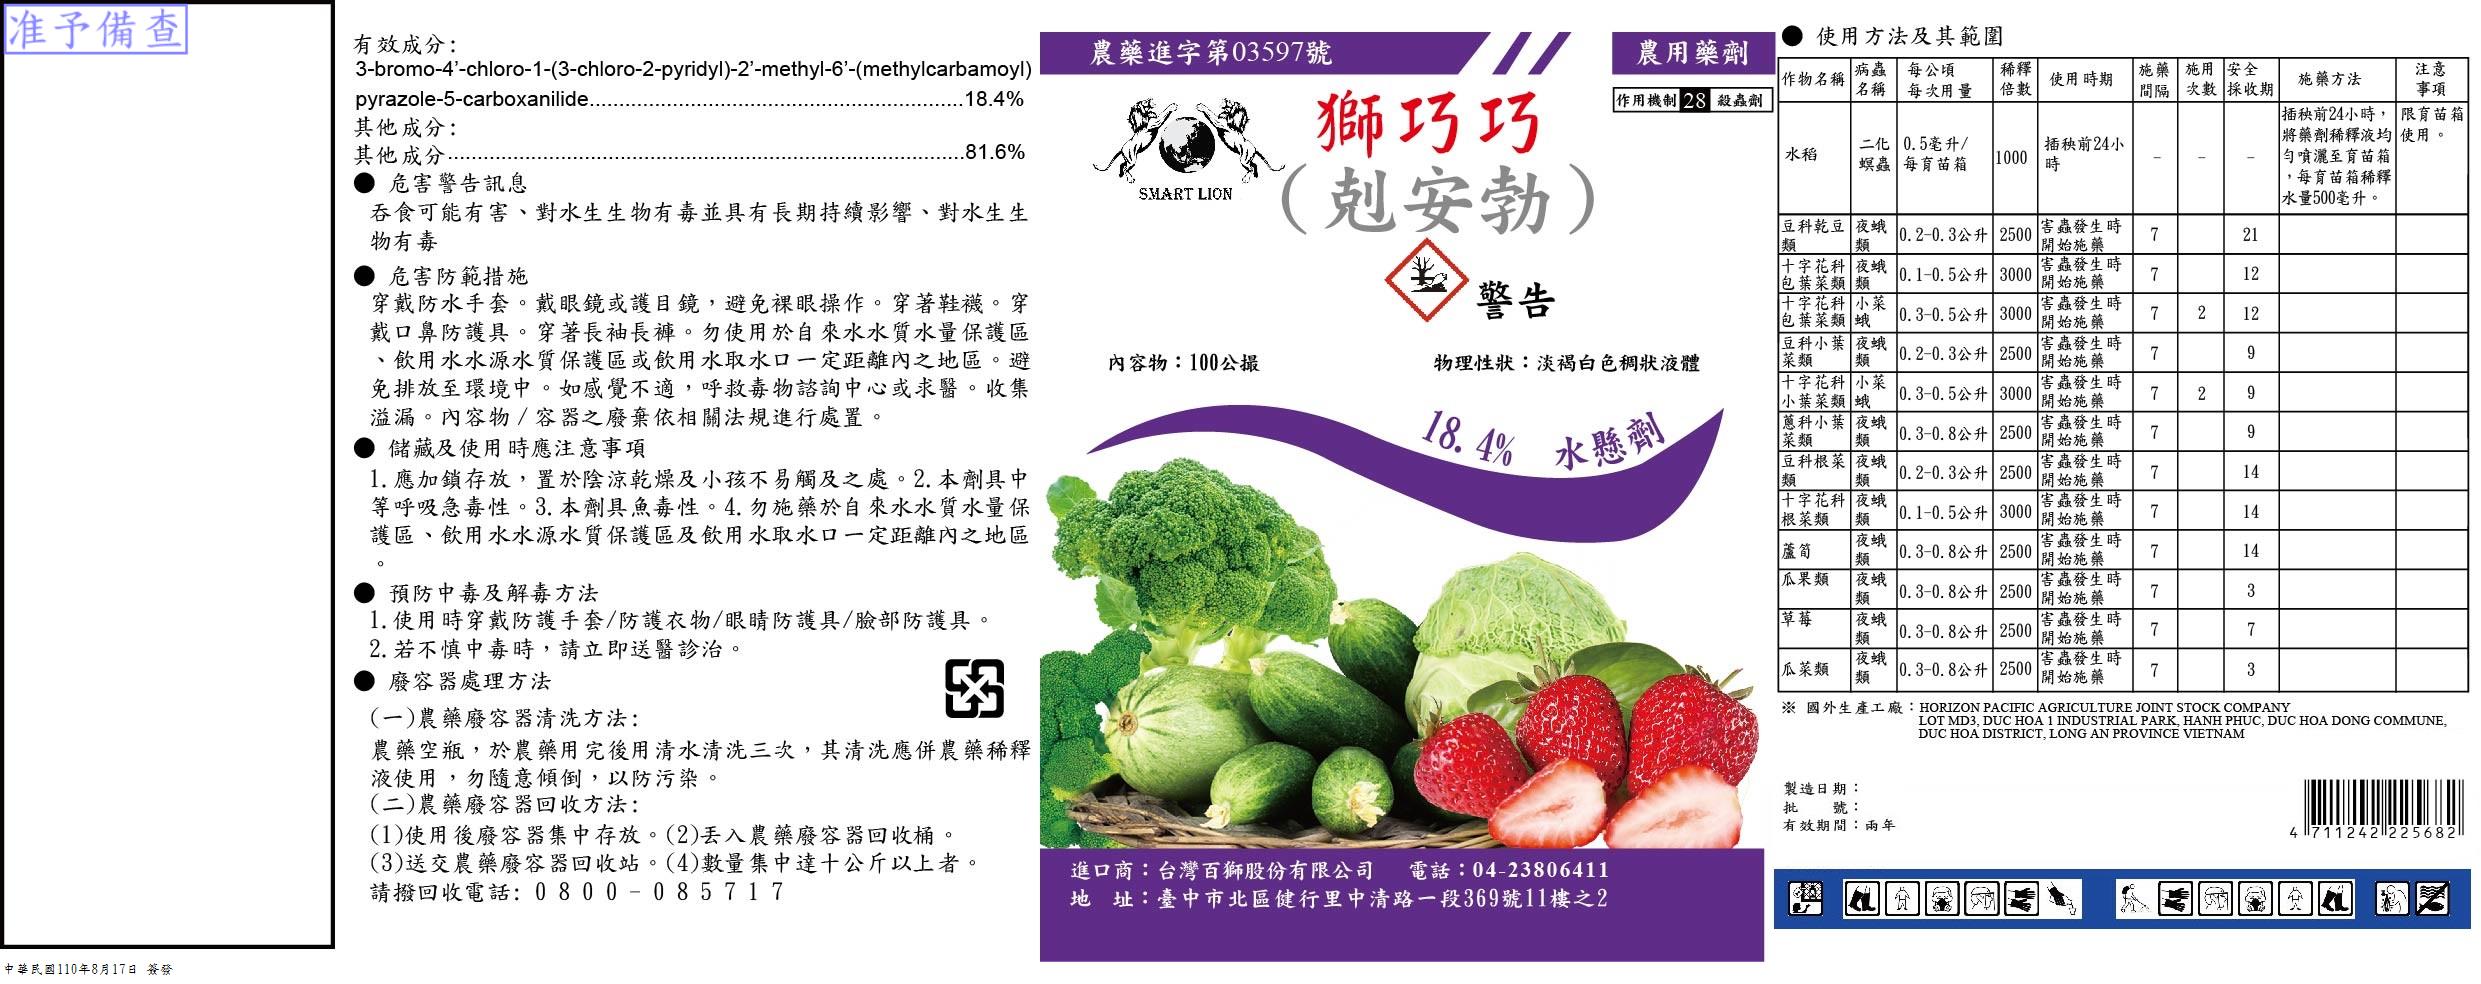 准予備查
中華民國110年8月17日 簽發
有效成分:
3-bromo-4’-chloro-1-(3-chloro-2-pyridyl)-2’-methyl-6’-(methylcarbamoyl)
pyrazole-5-carboxanilide...............................................................18.4%
其他成分:
其他成分.......................................................................................81.6%
● 危害警告訊息
吞食可能有害、對水生生物有毒並具有長期持續影響、對水生生
物有毒
● 危害防範措施
穿戴防水手套。戴眼鏡或護目鏡，避免裸眼操作。穿著鞋襪。穿
戴口鼻防護具。穿著長袖長褲。勿使用於自來水水質水量保護區
、飲用水水源水質保護區或飲用水取水口一定距離內之地區。避
免排放至環境中。如感覺不適，呼救毒物諮詢中心或求醫。收集
溢漏。內容物/容器之廢棄依相關法規進行處置。
● 儲藏及使用時應注意事項
1.應加鎖存放，置於陰涼乾燥及小孩不易觸及之處。2.本劑具中
等呼吸急毒性。3.本劑具魚毒性。4.勿施藥於自來水水質水量保
護區、飲用水水源水質保護區及飲用水取水口一定距離內之地區
。
● 預防中毒及解毒方法
1.使用時穿戴防護手套/防護衣物/眼睛防護具/臉部防護具。
2.若不慎中毒時，請立即送醫診治。
● 廢容器處理方法
(一)農藥廢容器清洗方法:
農藥空瓶，於農藥用完後用清水清洗三次，其清洗應併農藥稀釋
液使用，勿隨意傾倒，以防污染。
(二)農藥廢容器回收方法:
(1)使用後廢容器集中存放。(2)丟入農藥廢容器回收桶。
(3)送交農藥廢容器回收站。(4)數量集中達十公斤以上者。
請撥回收電話: 0800-085717
農藥進字第03597號
農用藥劑
作用機制 28 殺蟲劑
SMART LION
獅巧巧
（剋安勃）
警告
內容物：100公撮
物理性狀：淡褐白色稠狀液體
18.4% 水懸劑
進口商：台灣百獅股份有限公司 電話：04-23806411
地 址：臺中市北區健行里中清路一段369號11樓之2
● 使用方法及其範圍
作物名稱 病蟲名稱 每公頃每次用量 稀釋倍數 使用時期 施藥間隔 施用次數 安全採收期 施藥方法 注意事項
水稻 二化螟蟲 0.5毫升/每育苗箱 1000 插秧前24小時 － － － 插秧前24小時，將藥劑稀釋液均勻噴灑至育苗箱，每育苗箱稀釋水量500毫升。 限育苗箱使用。
豆科乾豆類 夜蛾類 0.2-0.3公升 2500 害蟲發生時開始施藥 7 21
十字花科包葉菜類 夜蛾類 0.1-0.5公升 3000 害蟲發生時開始施藥 7 12
十字花科包葉菜類 小菜蛾 0.3-0.5公升 3000 害蟲發生時開始施藥 7 2 12
豆科小葉菜類 夜蛾類 0.2-0.3公升 2500 害蟲發生時開始施藥 7 9
十字花科小葉菜類 小菜蛾 0.3-0.5公升 3000 害蟲發生時開始施藥 7 2 9
蔥科小葉菜類 夜蛾類 0.3-0.8公升 2500 害蟲發生時開始施藥 7 9
豆科根菜類 夜蛾類 0.2-0.3公升 2500 害蟲發生時開始施藥 7 14
十字花科根菜類 夜蛾類 0.1-0.5公升 3000 害蟲發生時開始施藥 7 14
蘆筍 夜蛾類 0.3-0.8公升 2500 害蟲發生時開始施藥 7 14
瓜果類 夜蛾類 0.3-0.8公升 2500 害蟲發生時開始施藥 7 3
草莓 夜蛾類 0.3-0.8公升 2500 害蟲發生時開始施藥 7 7
瓜菜類 夜蛾類 0.3-0.8公升 2500 害蟲發生時開始施藥 7 3
※ 國外生產工廠：HORIZON PACIFIC AGRICULTURE JOINT STOCK COMPANY
LOT MD3, DUC HOA 1 INDUSTRIAL PARK, HANH PHUC, DUC HOA DONG COMMUNE,
DUC HOA DISTRICT, LONG AN PROVINCE VIETNAM
製造日期：
批 號：
有效期間：兩年
4 711242 225682